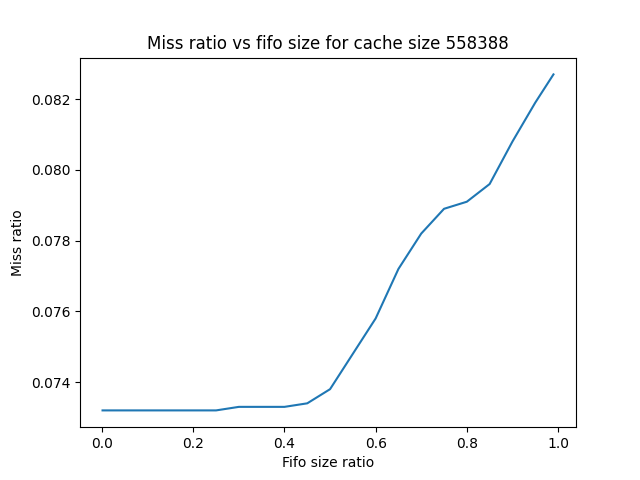 Miss ratio vs fifo size for cache size 558388
0.082
0.080
0.078
0.076
0.074
Miss ratio
0.0 0.2 0.4 0.6 0.8 1.0
Fifo size ratio